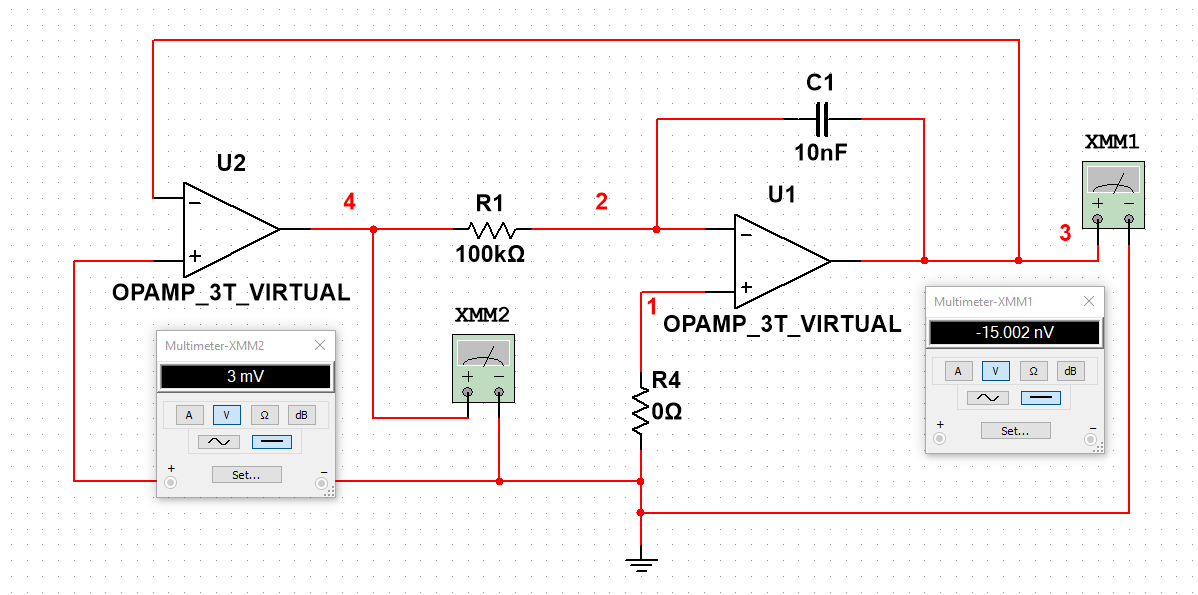 C1
10nF
XMM1
+ −
3
U2
−
+
OPAMP_3T_VIRTUAL
4
R1
100kΩ
2
U1
−
+
OPAMP_3T_VIRTUAL
1
R4
0Ω
XMM2
+ −
Multimeter-XMM2
3 mV
A V Ω dB
+ Set... −
Multimeter-XMM1
-15.002 nV
A V Ω dB
+ Set... −